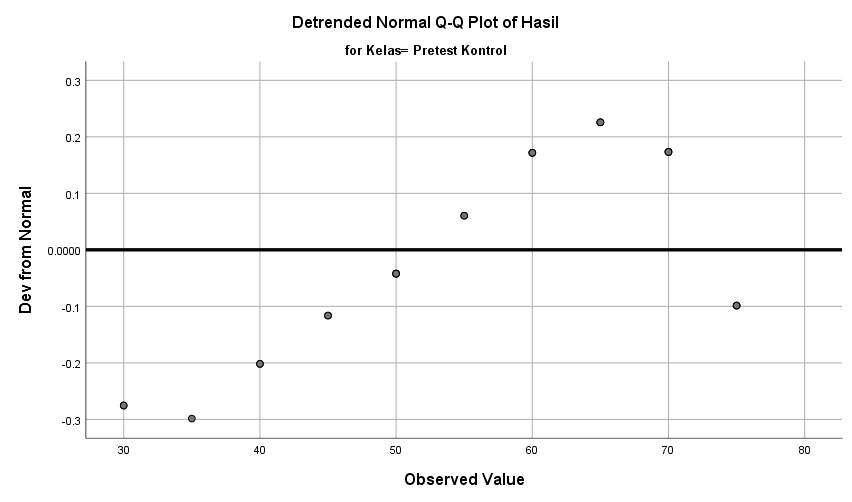 Detrended Normal Q-Q Plot of Hasil
for Kelas= Pretest Kontrol
Dev from Normal
0.3
0.2
0.1
0.0000
-0.1
-0.2
-0.3
30 40 50 60 70 80
Observed Value